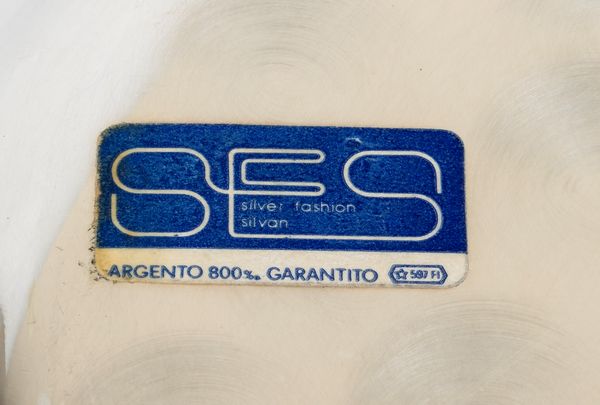 SES
silver fashion
silvan
ARGENTO 800‰ GARANTITO ☆ 597 FI